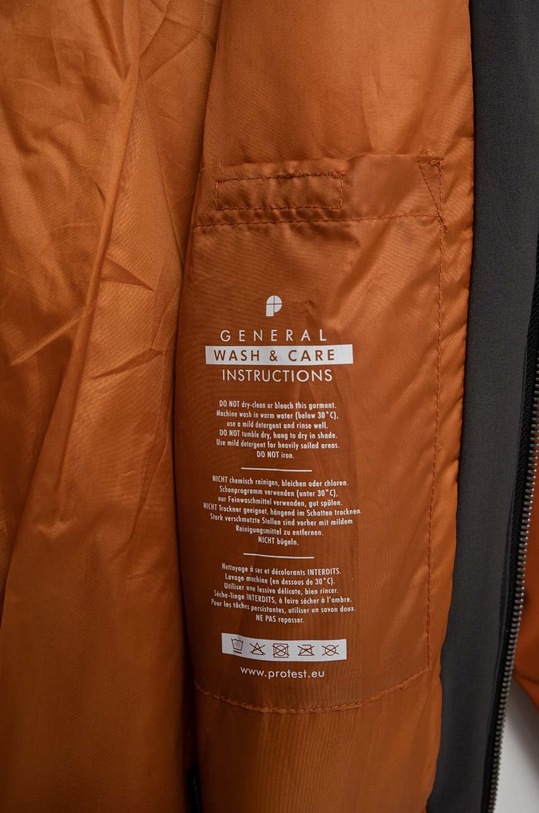 GENERAL
WASH & CARE
INSTRUCTIONS
DO NOT dry-clean or bleach this garment.
Machine wash in warm water (below 30°C),
use a mild detergent and rinse well.
DO NOT tumble dry, hang to dry in shade.
Use mild detergent for heavily soiled areas.
DO NOT iron.
NICHT chemisch reinigen, bleichen oder chloren.
Schonprogramm verwenden (unter 30°C),
nur Feinwaschmittel verwenden, gut spülen.
NICHT Trockner geeignet, hängend im Schatten trocknen.
Stark verschmutzte Stellen sind vorher mit mildem
Reinigungsmittel zu entfernen.
NICHT bügeln.
Nettoyage à sec et décolorants INTERDITS.
Lavage machine (en dessous de 30°C).
Utiliser une lessive délicate, bien rincer.
Sèche-linge INTERDITS, à faire sécher à l'ombre.
Pour les tâches persistantes, utiliser un savon doux.
NE PAS repasser.
www.protest.eu